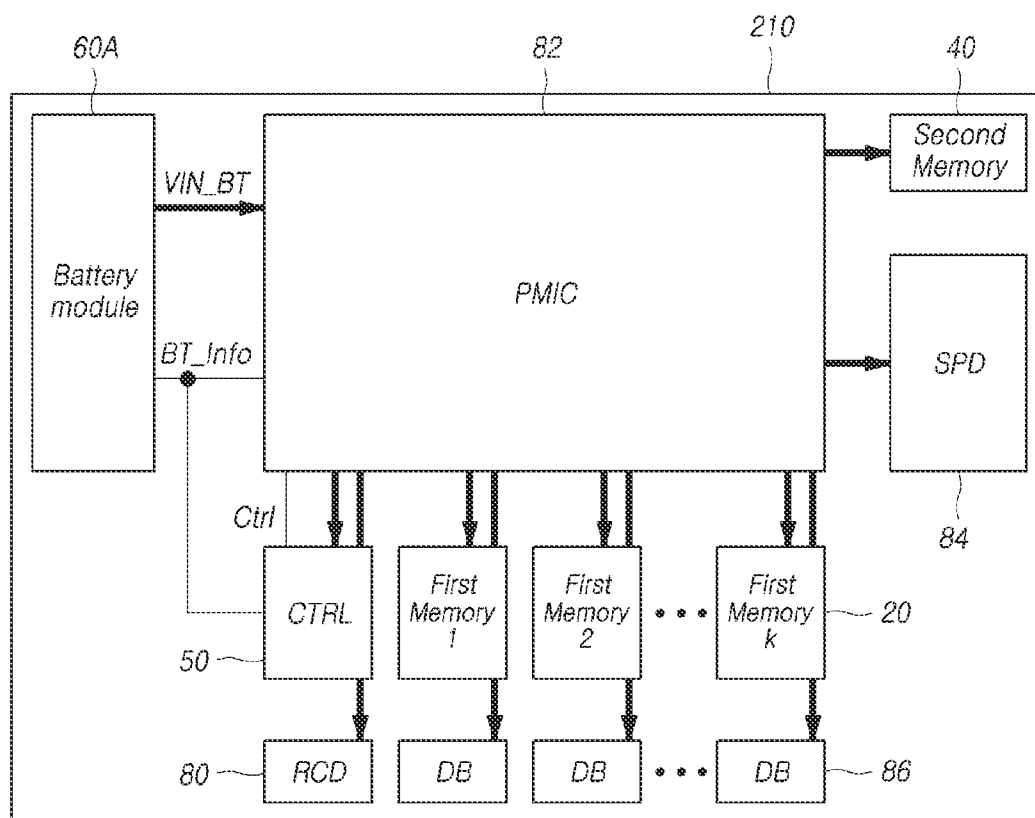 210
60A
82
40
Second
Memory
VIN_BT
Battery
module
PMIC
BT_Info
SPD
Ctrl
84
CTRL
First
Memory
1
First
Memory
2
First
Memory
k
20
50
80
RCD
DB
DB
DB
86